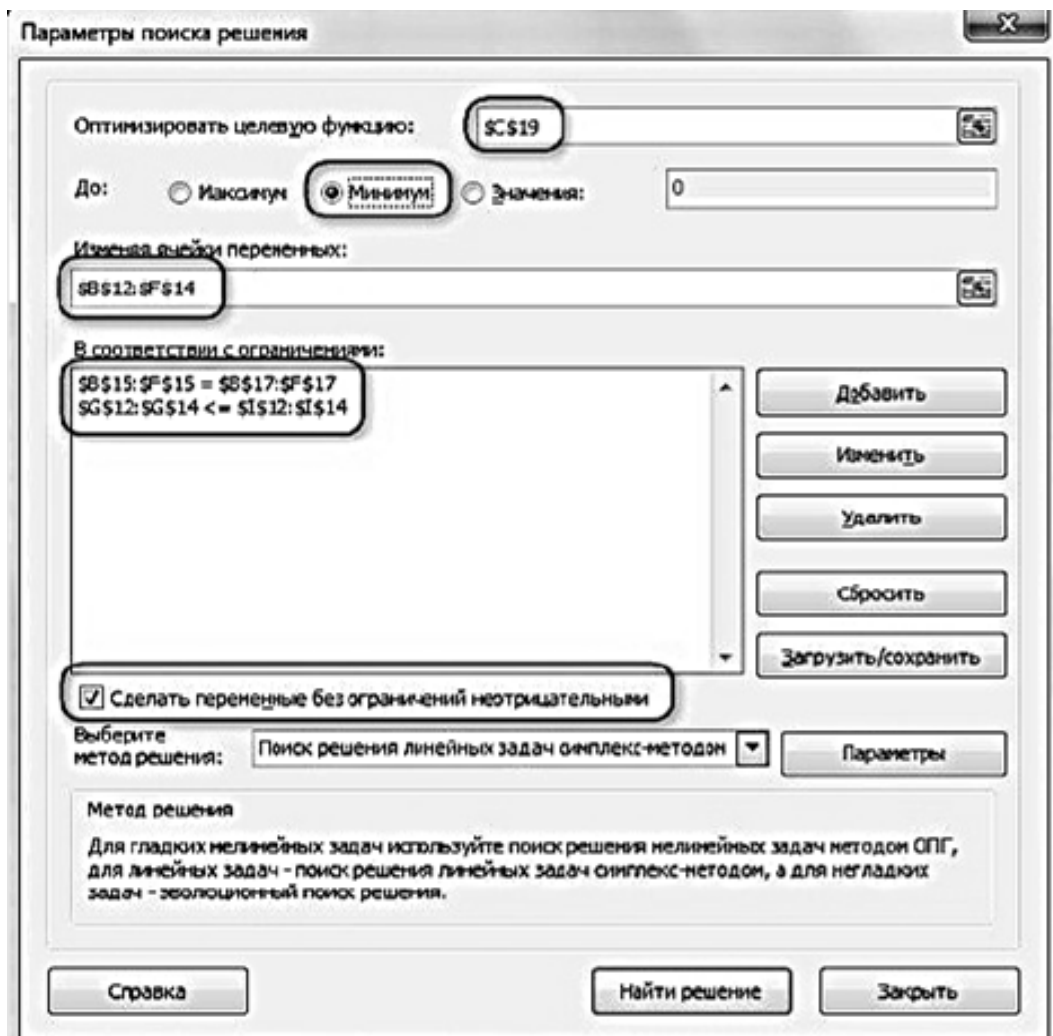 Параметры поиска решения
Оптимизировать целевую функцию:
$C$19
До:
Максимум
Минимум
Значения:
0
Изменяя ячейки переменных:
$B$12:$F$14
В соответствии с ограничениями:
$B$15:$F$15 = $B$17:$F$17
$G$12:$G$14 <= $I$12:$I$14
Добавить
Изменить
Удалить
Сбросить
Загрузить/сохранить
Сделать переменные без ограничений неотрицательными
Выберите
метод решения:
Поиск решения линейных задач симплекс-методом
Параметры
Метод решения
Для гладких нелинейных задач используйте поиск решения нелинейных задач методом ОПГ,
для линейных задач - поиск решения линейных задач симплекс-методом, а для негладких
задач - эволюционный поиск решения.
Справка
Найти решение
Закрыть